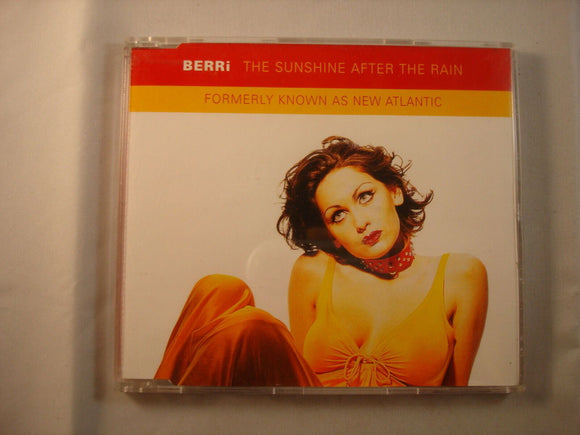 BERRi THE SUNSHINE AFTER THE RAIN
FORMERLY KNOWN AS NEW ATLANTIC